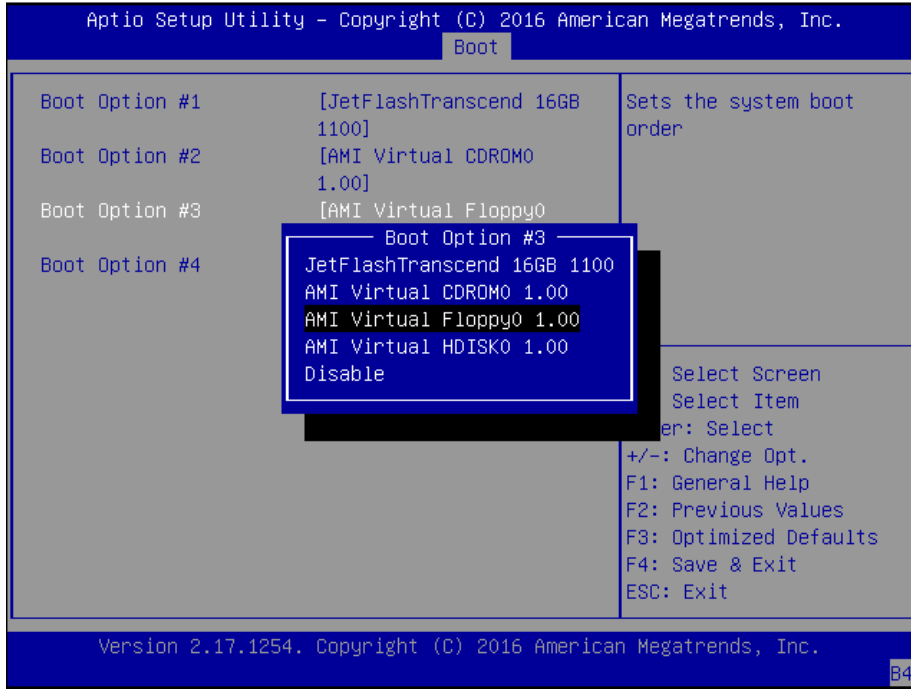 Aptio Setup Utility – Copyright (C) 2016 American Megatrends, Inc.
Boot
Boot Option #1 [JetFlashTranscend 16GB
1100]
Boot Option #2 [AMI Virtual CDROM0
1.00]
Boot Option #3 [AMI Virtual Floppy0
Boot Option #4
Boot Option #3
JetFlashTranscend 16GB 1100
AMI Virtual CDROM0 1.00
AMI Virtual Floppy0 1.00
AMI Virtual HDISK0 1.00
Disable
Sets the system boot
order
Select Screen
Select Item
er: Select
+/-: Change Opt.
F1: General Help
F2: Previous Values
F3: Optimized Defaults
F4: Save & Exit
ESC: Exit
Version 2.17.1254. Copyright (C) 2016 American Megatrends, Inc.
B4